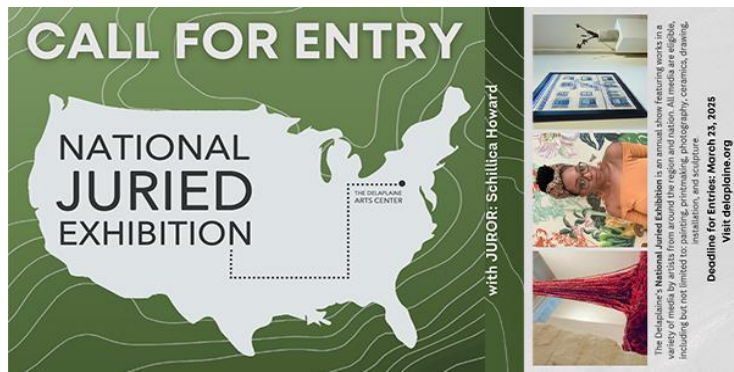 CALL FOR ENTRY
NATIONAL
JURIED
EXHIBITION
THE DELAPLAINE
ARTS CENTER
with JUROR: Schillica Howard
The Delaplaine's National Juried Exhibition is an annual show featuring works in a
variety of media by artists from around the region and nation. All media are eligible,
including but not limited to: painting, printmaking, photography, ceramics, drawing,
installation, and sculpture.
Deadline for Entries: March 23, 2025
Visit delaplaine.org